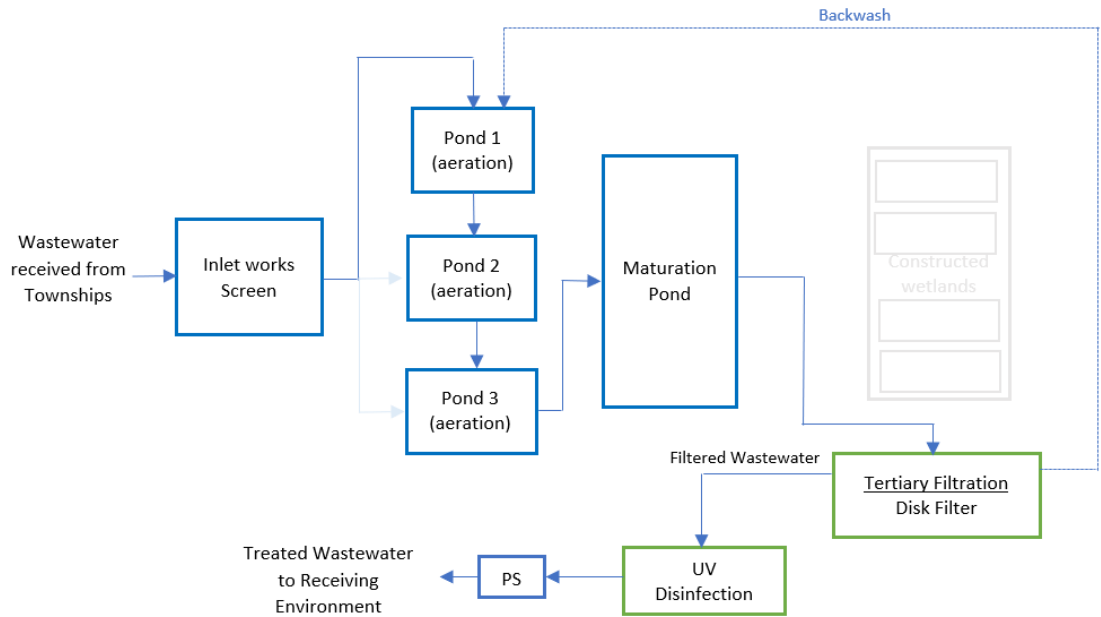 Backwash
Pond 1
(aeration)
Wastewater
received from
Townships
Inlet works
Screen
Pond 2
(aeration)
Maturation
Pond
Constructed
wetlands
Pond 3
(aeration)
Filtered Wastewater
Tertiary Filtration
Disk Filter
Treated Wastewater
to Receiving
Environment
PS
UV
Disinfection